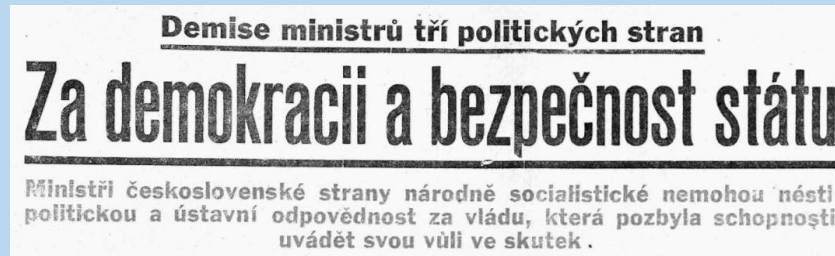 Demise ministrů tří politických stran
Za demokracii a bezpečnost státu
Ministři československé strany národně socialistické nemohou nésti
politickou a ústavní odpovědnost za vládu, která pozbyla schopnosti
uvádět svou vůli ve skutek.